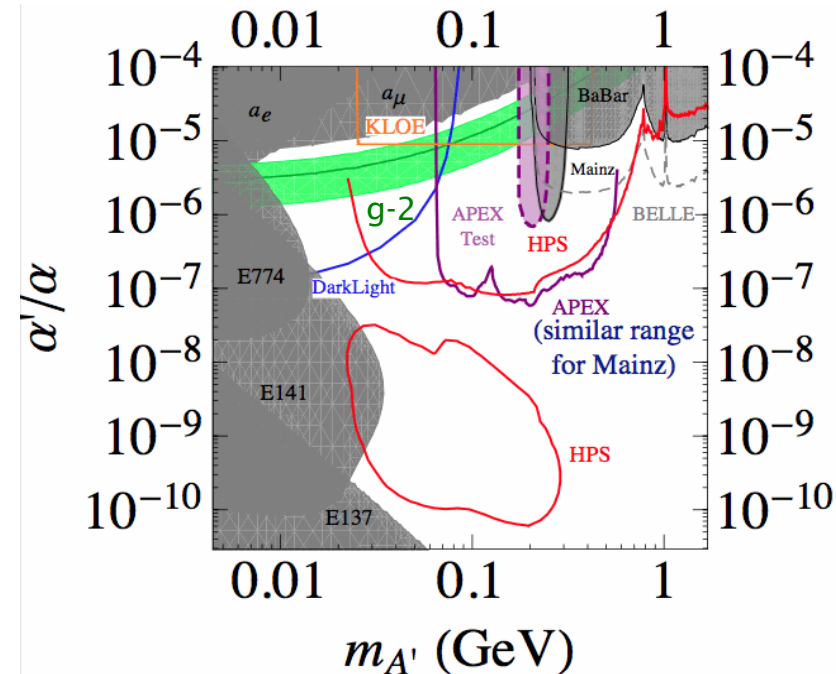 0.01 0.1 1
10⁻⁴ 10⁻⁴
a_e a_μ BaBar
KLOE
10⁻⁵ 10⁻⁵
Mainz
10⁻⁶ g-2 APEX BELLE 10⁻⁶
Test HPS
E774
DarkLight
10⁻⁷ APEX 10⁻⁷
(similar range
for Mainz)
α'/α
10⁻⁸ 10⁻⁸
E141
10⁻⁹ HPS 10⁻⁹
10⁻¹⁰ E137 10⁻¹⁰
0.01 0.1 1
m_A' (GeV)